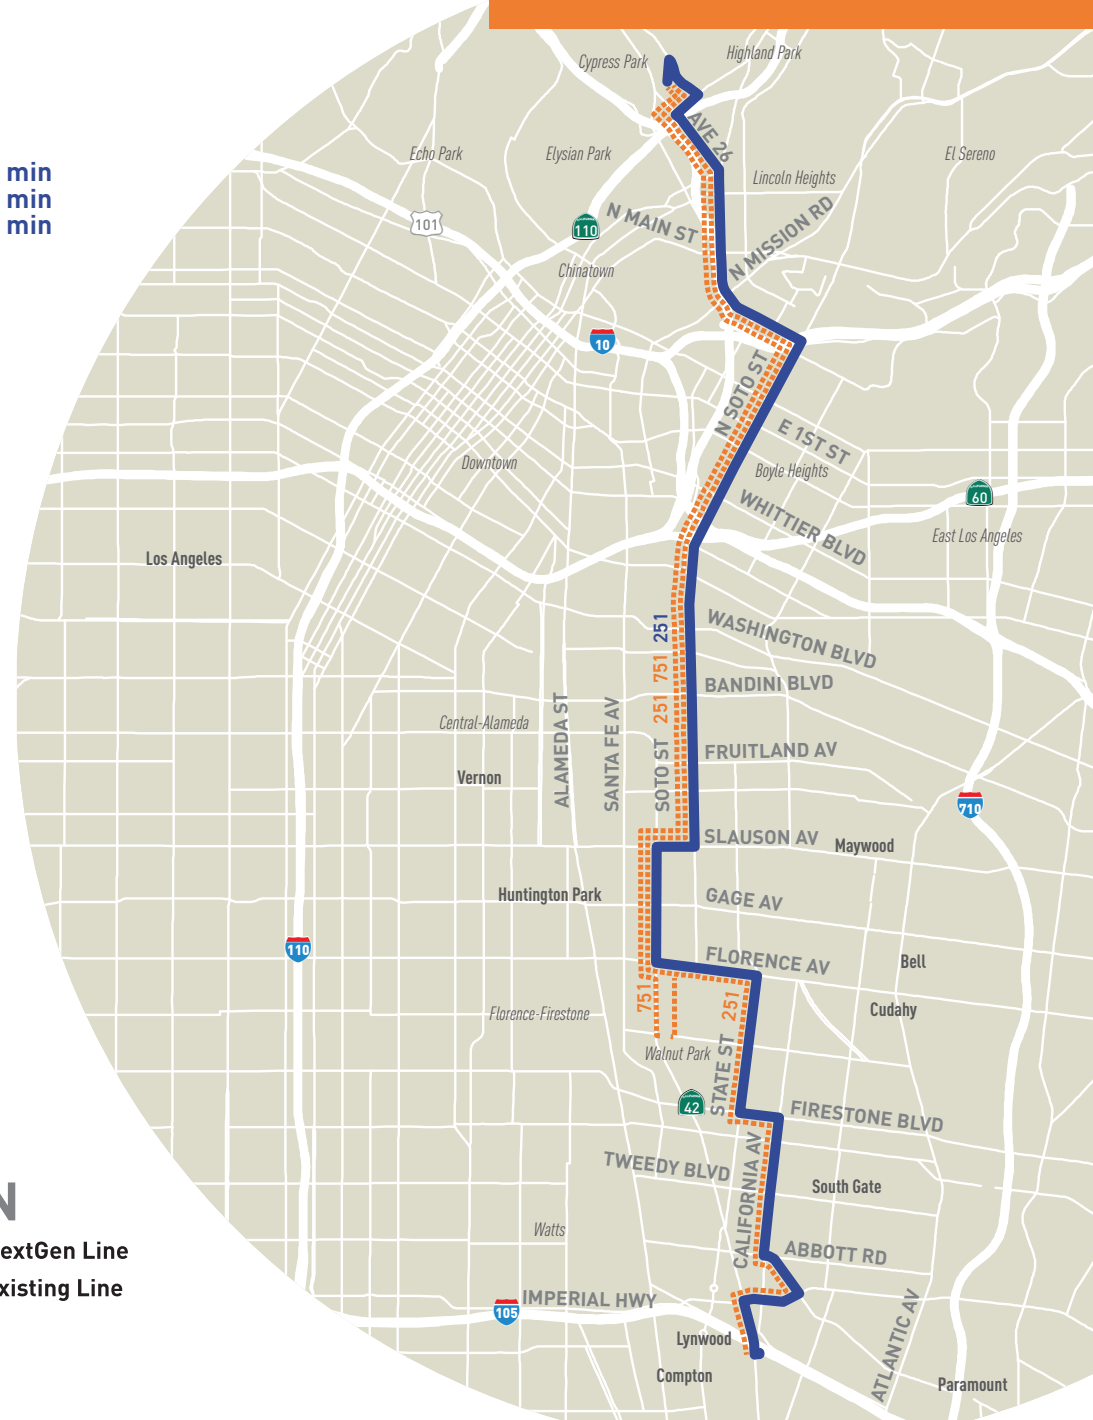 Cypress Park
Highland Park
AVE 26
min
min
min
Echo Park
Elysian Park
El Sereno
Lincoln Heights
101
110
N MAIN ST
N MISSION RD
Chinatown
10
N SOTO ST
E 1ST ST
Downtown
Boyle Heights
60
WHITTIER BLVD
East Los Angeles
Los Angeles
251
751
251
WASHINGTON BLVD
BANDINI BLVD
Central-Alameda
ALAMEDA ST
SANTA FE AV
SOTO ST
FRUITLAND AV
Vernon
710
SLAUSON AV
Maywood
Huntington Park
GAGE AV
110
FLORENCE AV
Bell
751
251
Cudahy
Florence-Firestone
Walnut Park
STATE ST
42
FIRESTONE BLVD
TWEEDY BLVD
CALIFORNIA AV
South Gate
N
Watts
extGen Line
ABBOTT RD
xisting Line
IMPERIAL HWY
105
ATLANTIC AV
Lynwood
Compton
Paramount